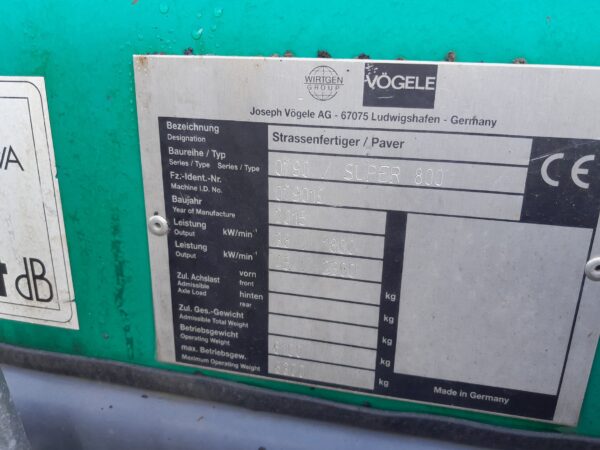 WIRTGEN GROUP
VÖGELE
Joseph Vögele AG - 67075 Ludwigshafen - Germany
Bezeichnung
Designation
Strassenfertiger / Paver
Baureihe / Typ
Series / Type Series / Type
/ SUPER 800
CE
Fz.-Ident.-Nr.
Machine I.D. No.
Baujahr
Year of Manufacture
2015
Leistung
Output
kW/min⁻¹
Leistung
Output
kW/min⁻¹
Zul. Achslast
Admissible
Axle Load
vorn
front
hinten
rear
kg
kg
Zul. Ges.-Gewicht
Admissible Total Weight
kg
Betriebsgewicht
Operating Weight
kg
max. Betriebsgew.
Maximum Operating Weight
kg
Made in Germany
dB